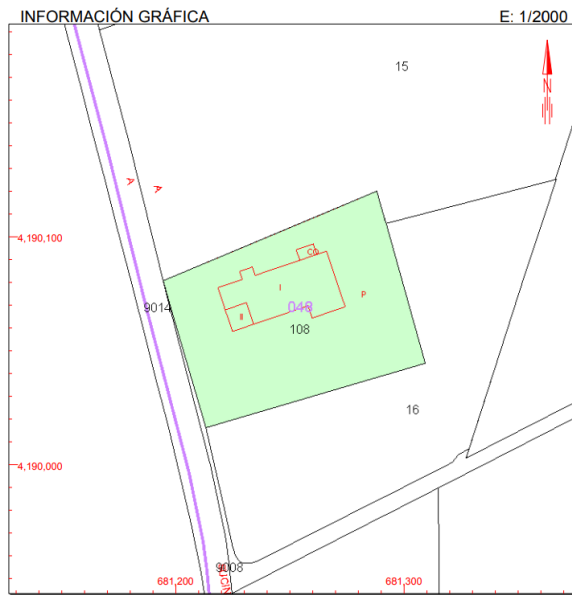 INFORMACIÓN GRÁFICA E: 1/2000
15
N
A A
4,190,100
CO
I
P
048
9014
II
108
16
4,190,000
9008
681,200 681,300